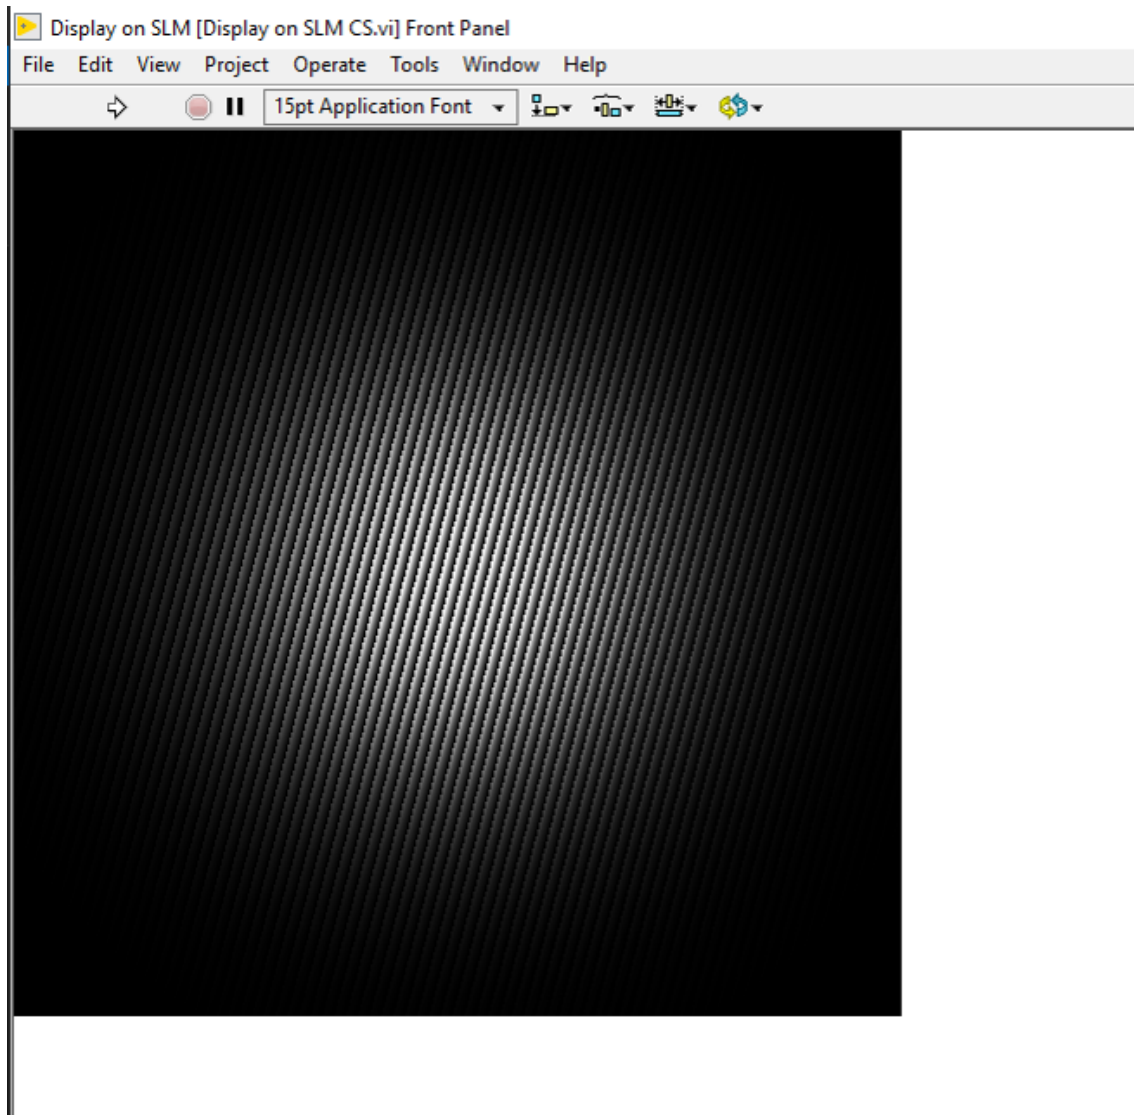 Display on SLM [Display on SLM CS.vi] Front Panel
File Edit View Project Operate Tools Window Help
15pt Application Font